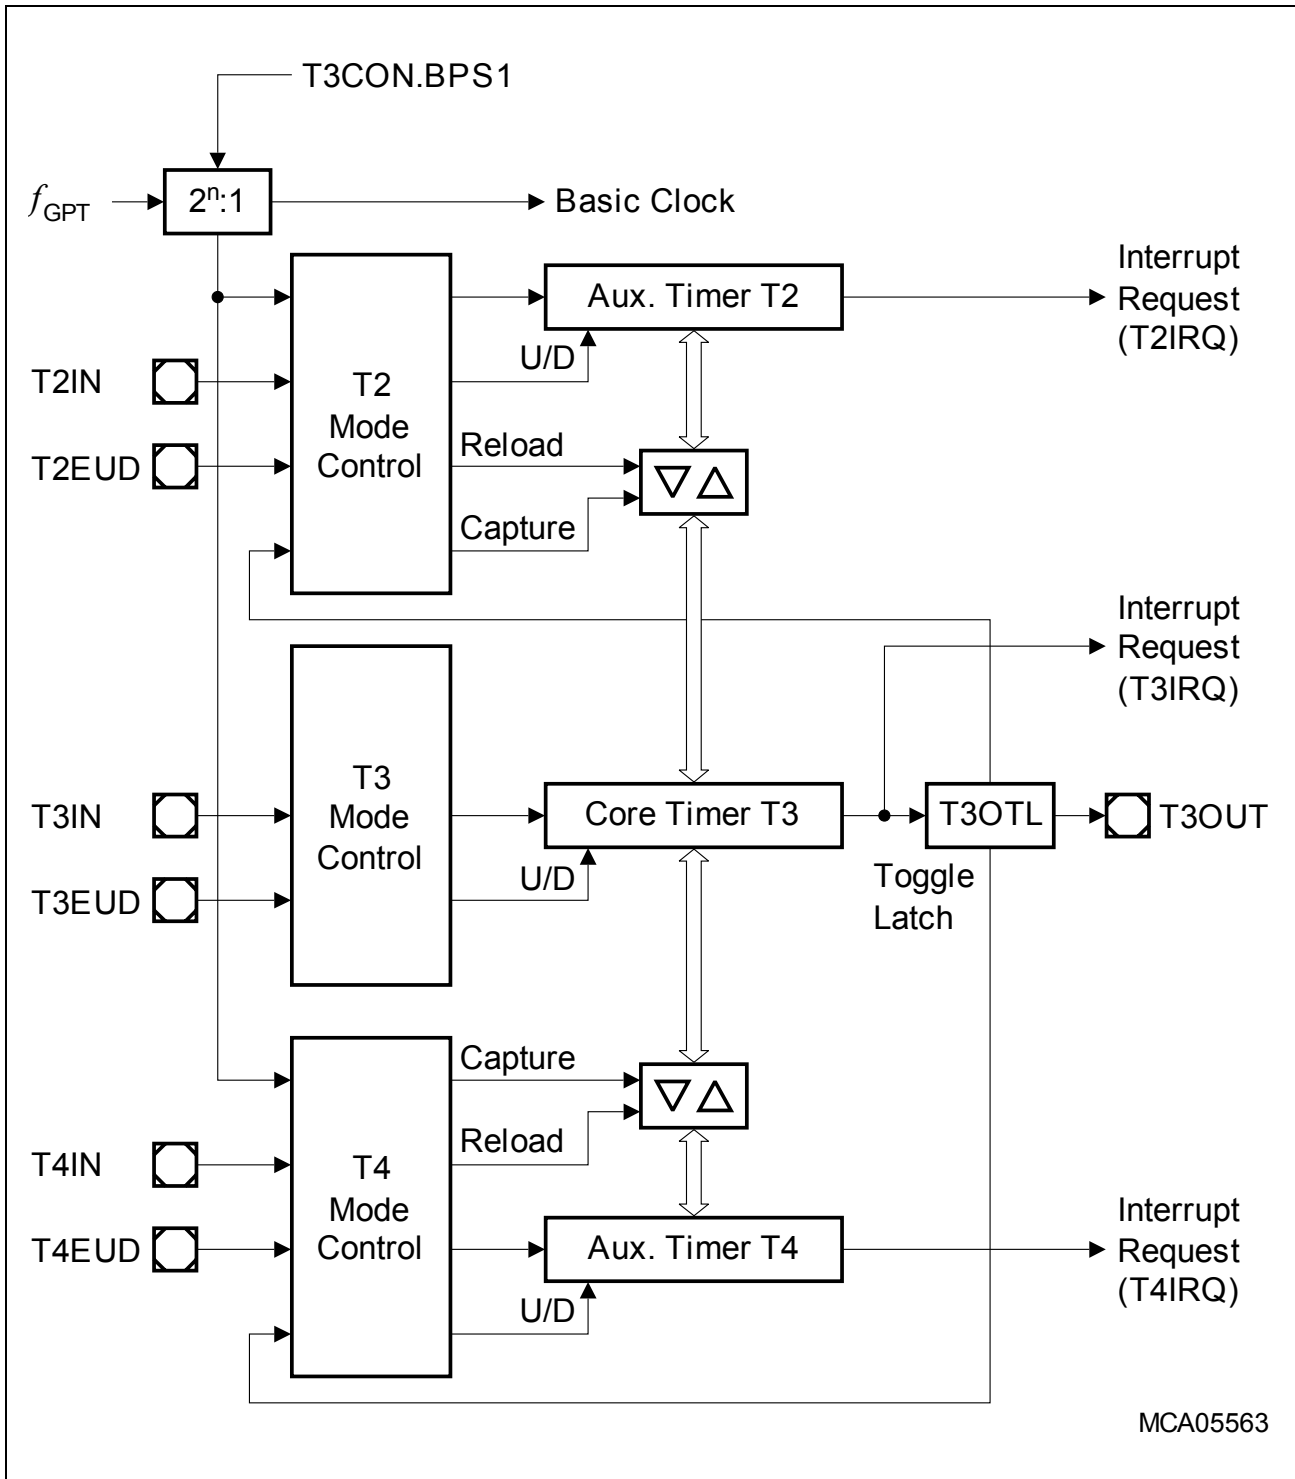 T3CON.BPS1
fGPT
2ⁿ:1
Basic Clock
Interrupt
Request
(T2IRQ)
Aux. Timer T2
U/D
T2IN
T2
Mode
Control
T2EUD
Reload
Capture
Interrupt
Request
(T3IRQ)
T3
Mode
Control
T3IN
Core Timer T3
T3OTL
T3OUT
U/D
T3EUD
Toggle
Latch
Capture
Reload
T4IN
T4
Mode
Control
T4EUD
Aux. Timer T4
U/D
Interrupt
Request
(T4IRQ)
MCA05563